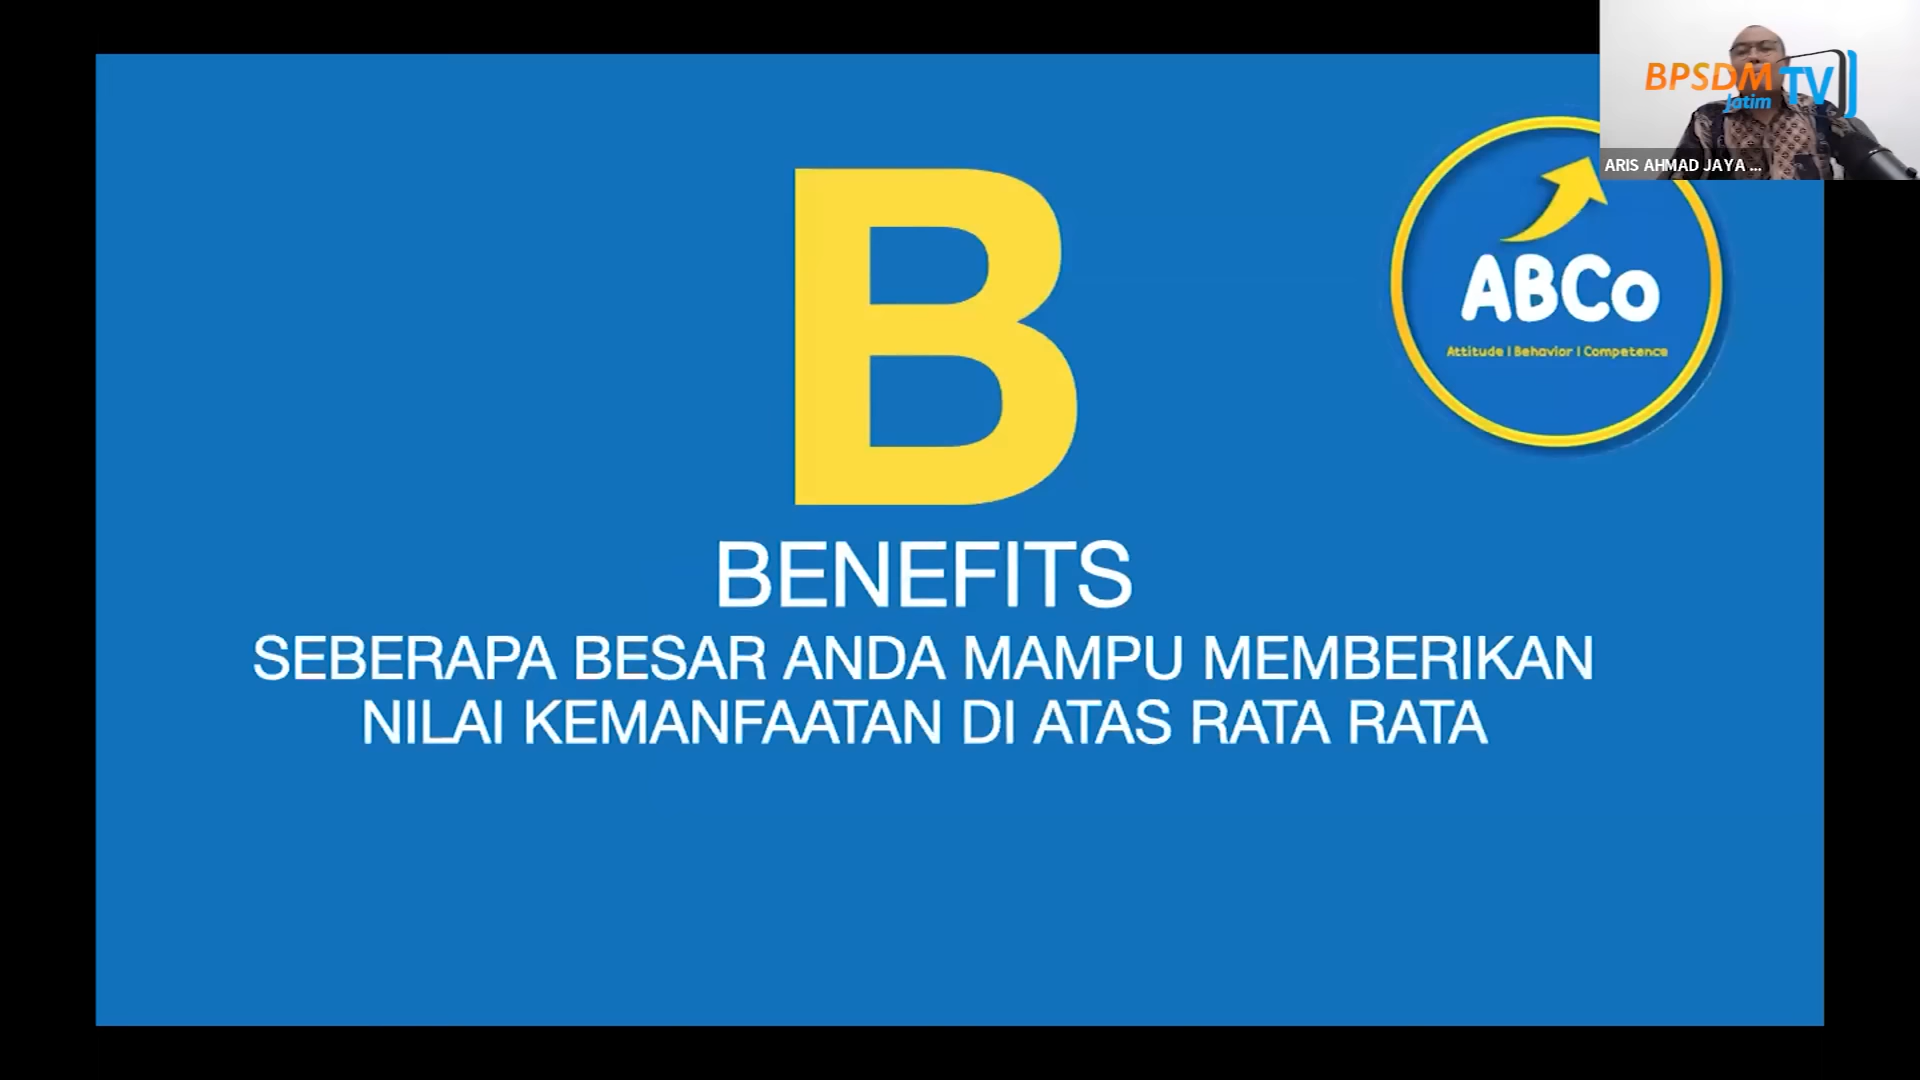 BPSDM TV
Jatim
ARIS AHMAD JAYA ...
ABCo
Attitude | Behavior | Competence
B
BENEFITS
SEBERAPA BESAR ANDA MAMPU MEMBERIKAN
NILAI KEMANFAATAN DI ATAS RATA RATA